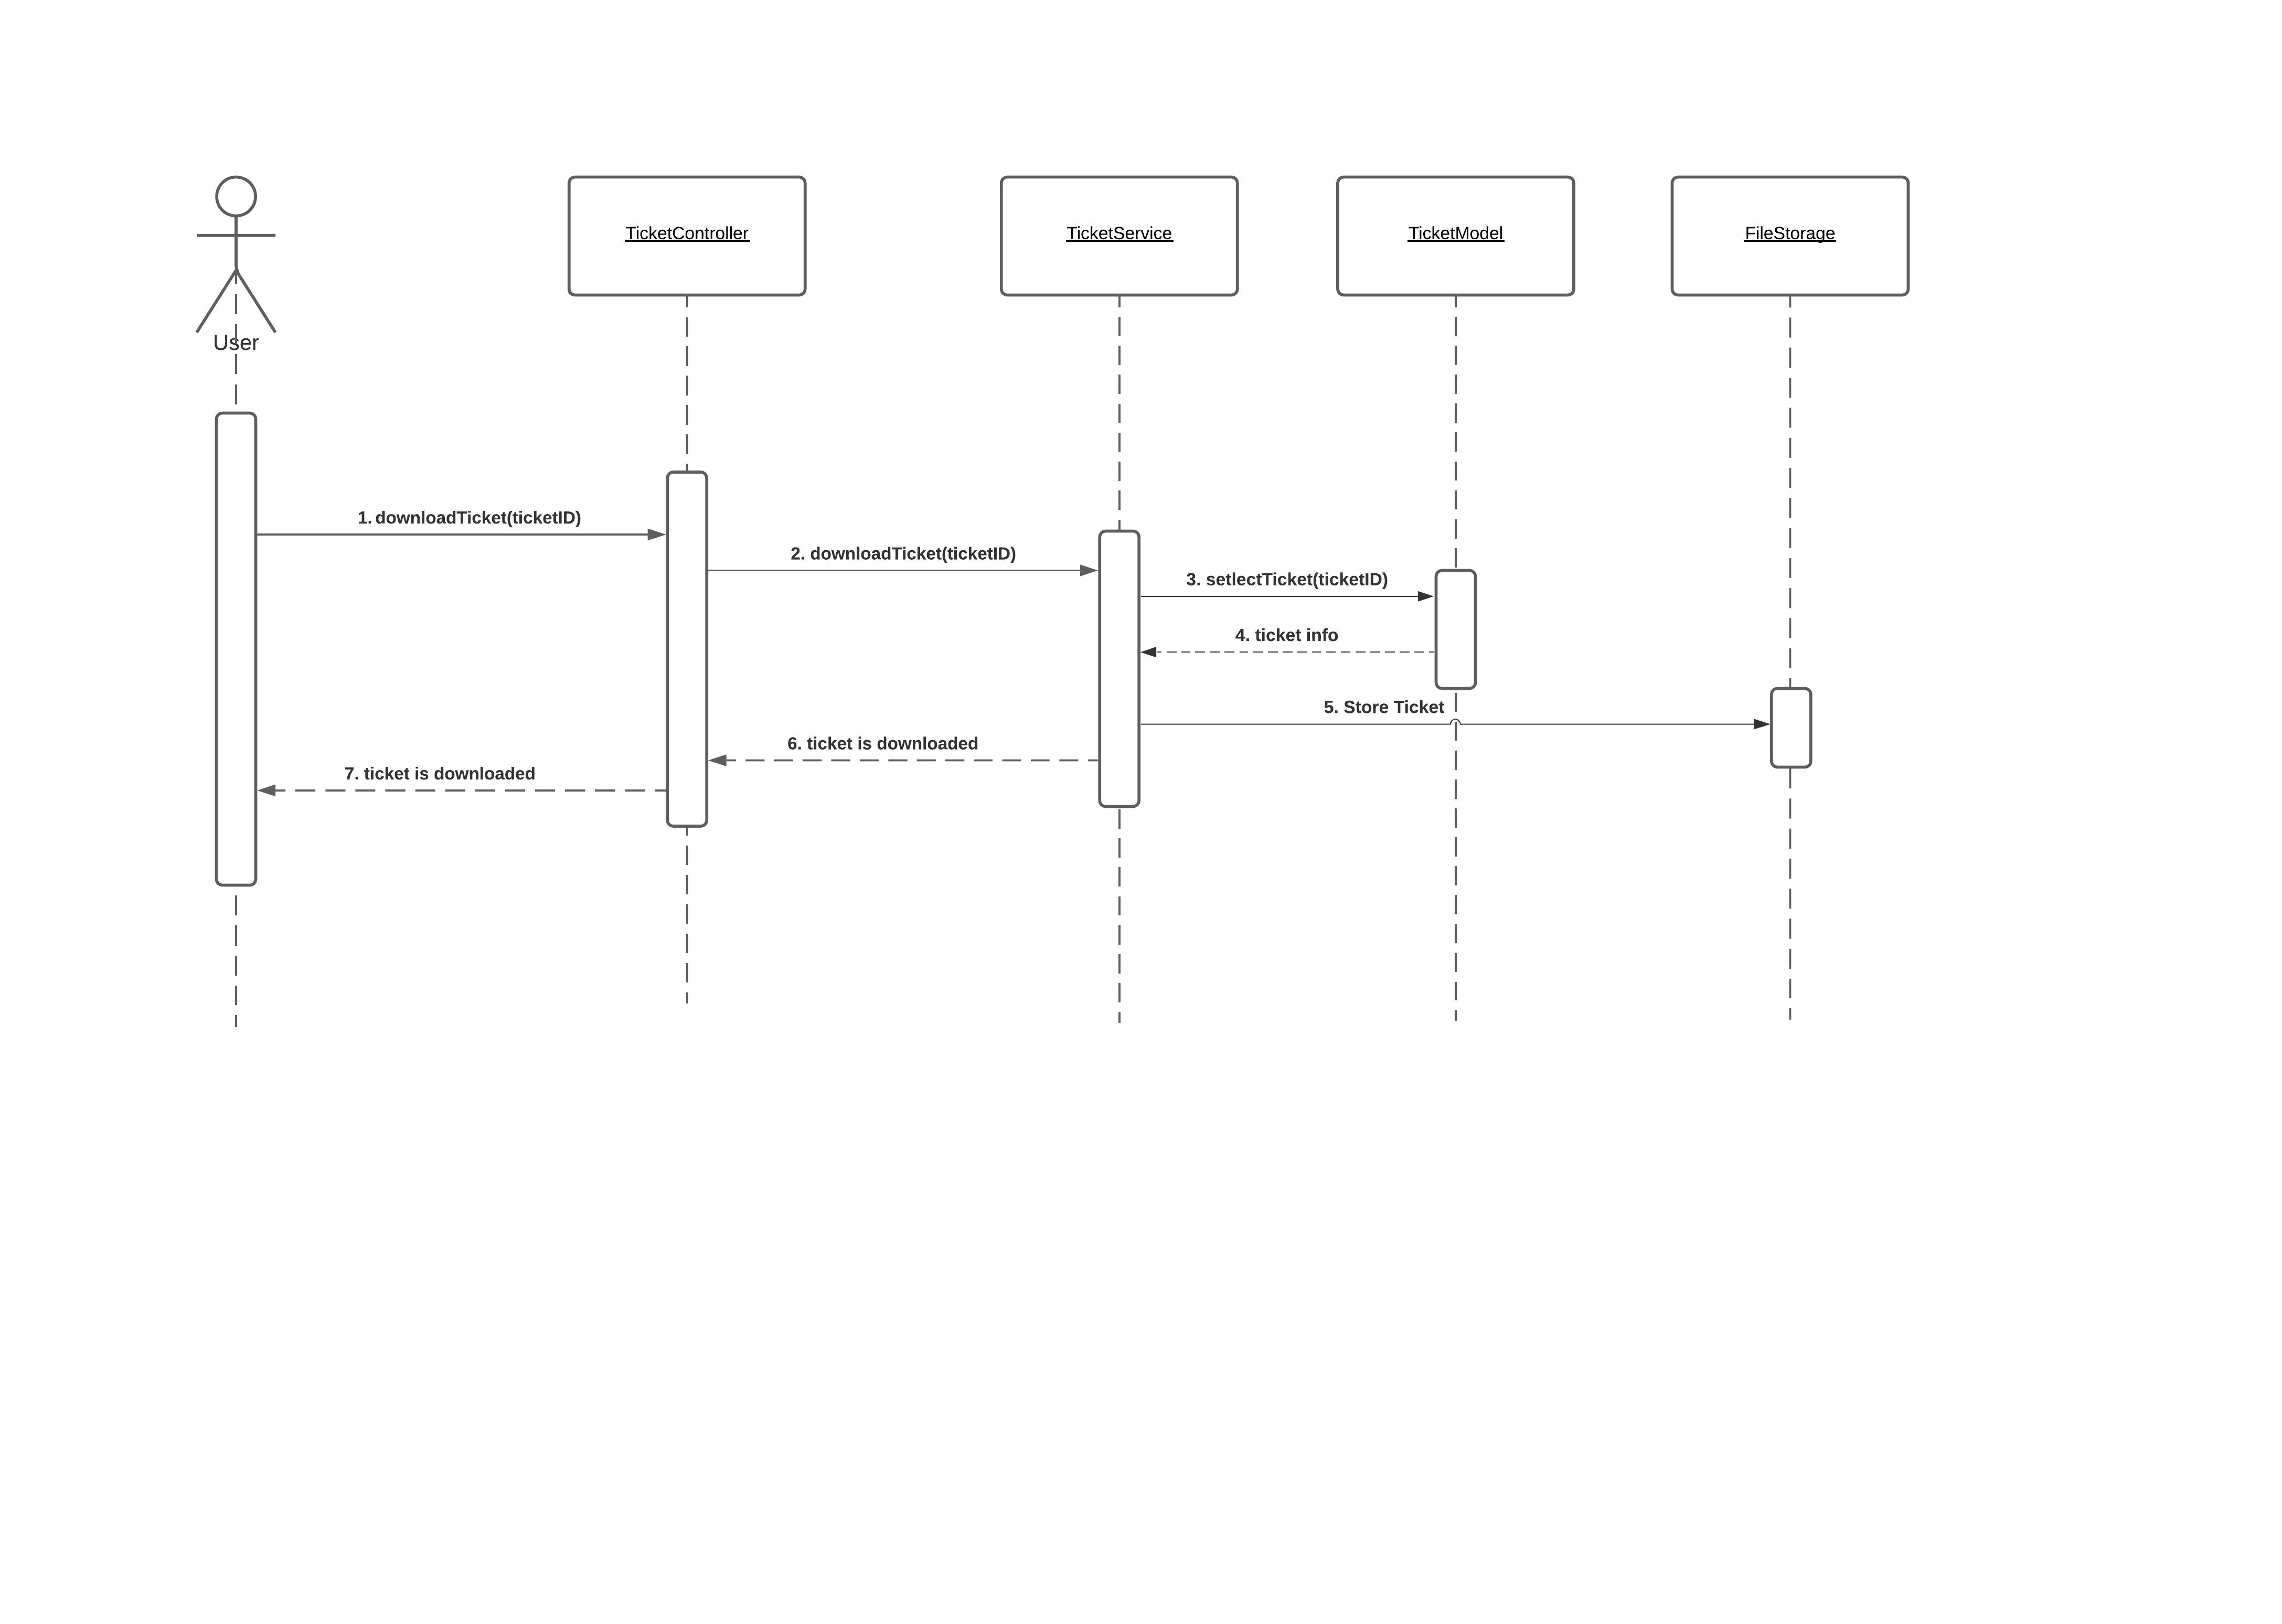 TicketController
TicketService
TicketModel
FileStorage
User
1. downloadTicket(ticketID)
2. downloadTicket(ticketID)
3. setlectTicket(ticketID)
4. ticket info
5. Store Ticket
6. ticket is downloaded
7. ticket is downloaded